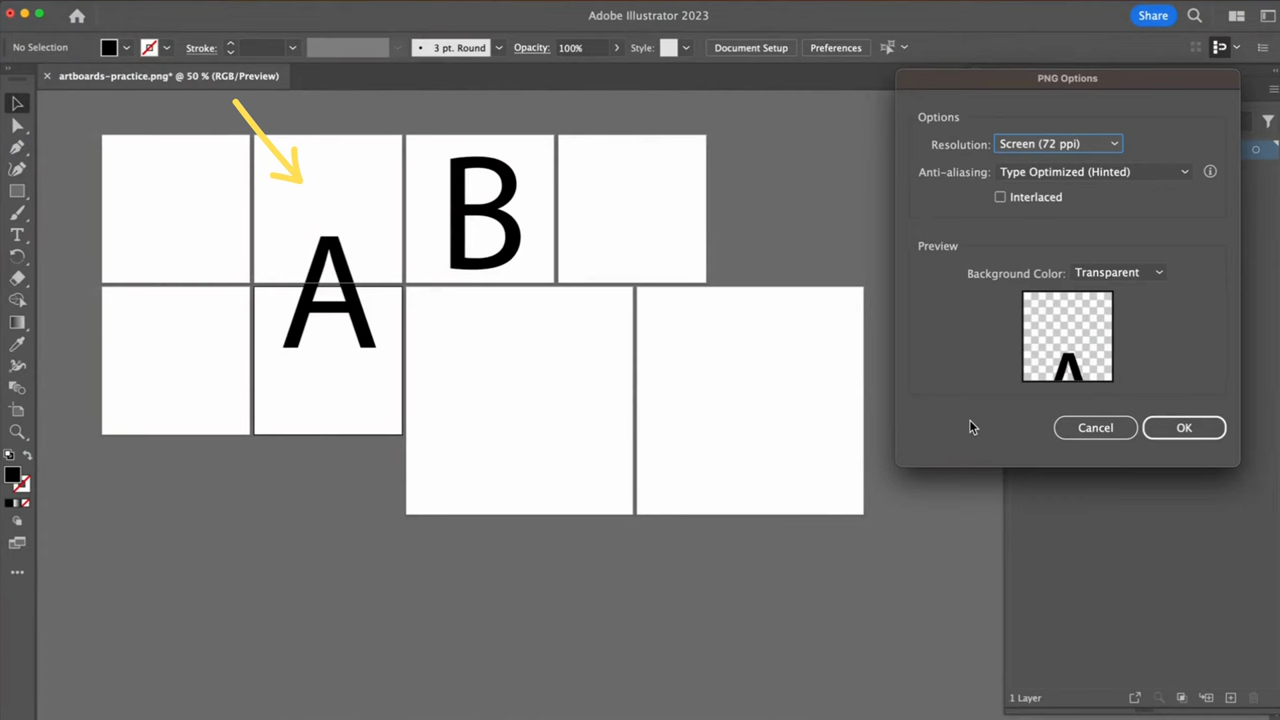 Adobe Illustrator 2023
Share
No Selection
Stroke:
3 pt. Round
Opacity:
100%
Style:
Document Setup
Preferences
artboards-practice.png* @ 50 % (RGB/Preview)
PNG Options
Options
Resolution: Screen (72 ppi)
Anti-aliasing: Type Optimized (Hinted)
Interlaced
Preview
Background Color: Transparent
Cancel
OK
B
A
1 Layer